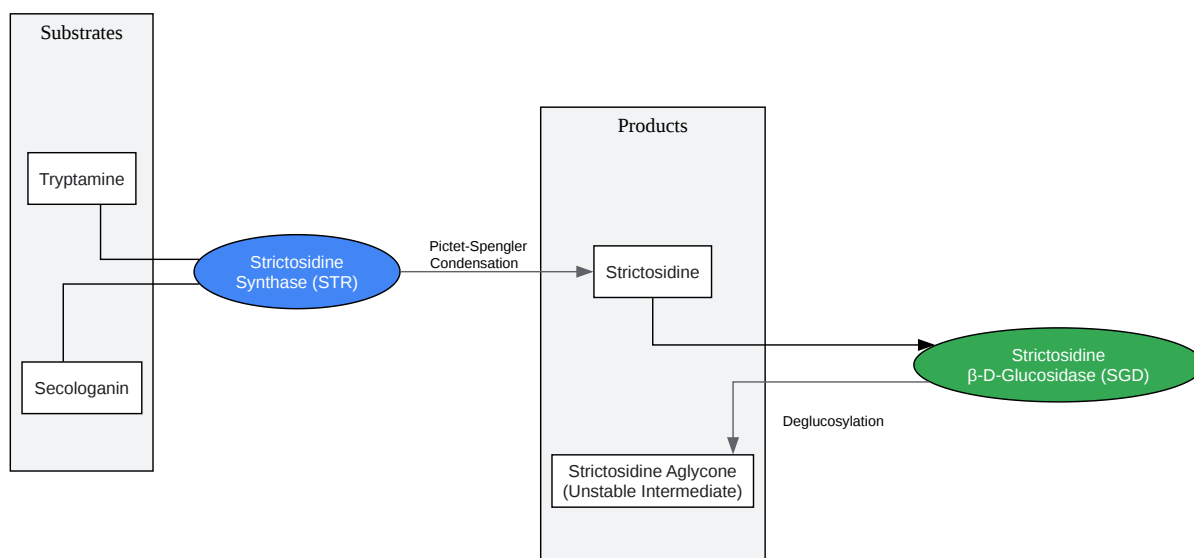 Substrates
Tryptamine
Secologanin
Strictosidine
Synthase (STR)
Pictet-Spengler
Condensation
Products
Strictosidine
Strictosidine
β-D-Glucosidase (SGD)
Deglucosylation
Strictosidine Aglycone
(Unstable Intermediate)